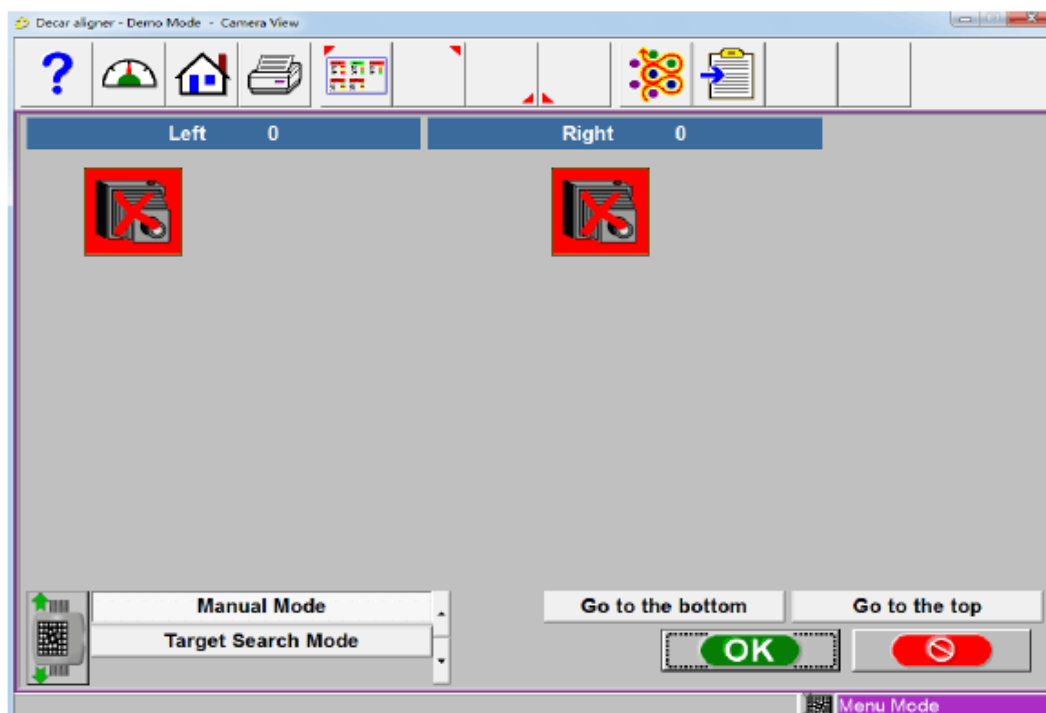 Decar aligner - Demo Mode - Camera View
?
Left 0 Right 0
Manual Mode
Target Search Mode
Go to the bottom Go to the top
OK
Menu Mode